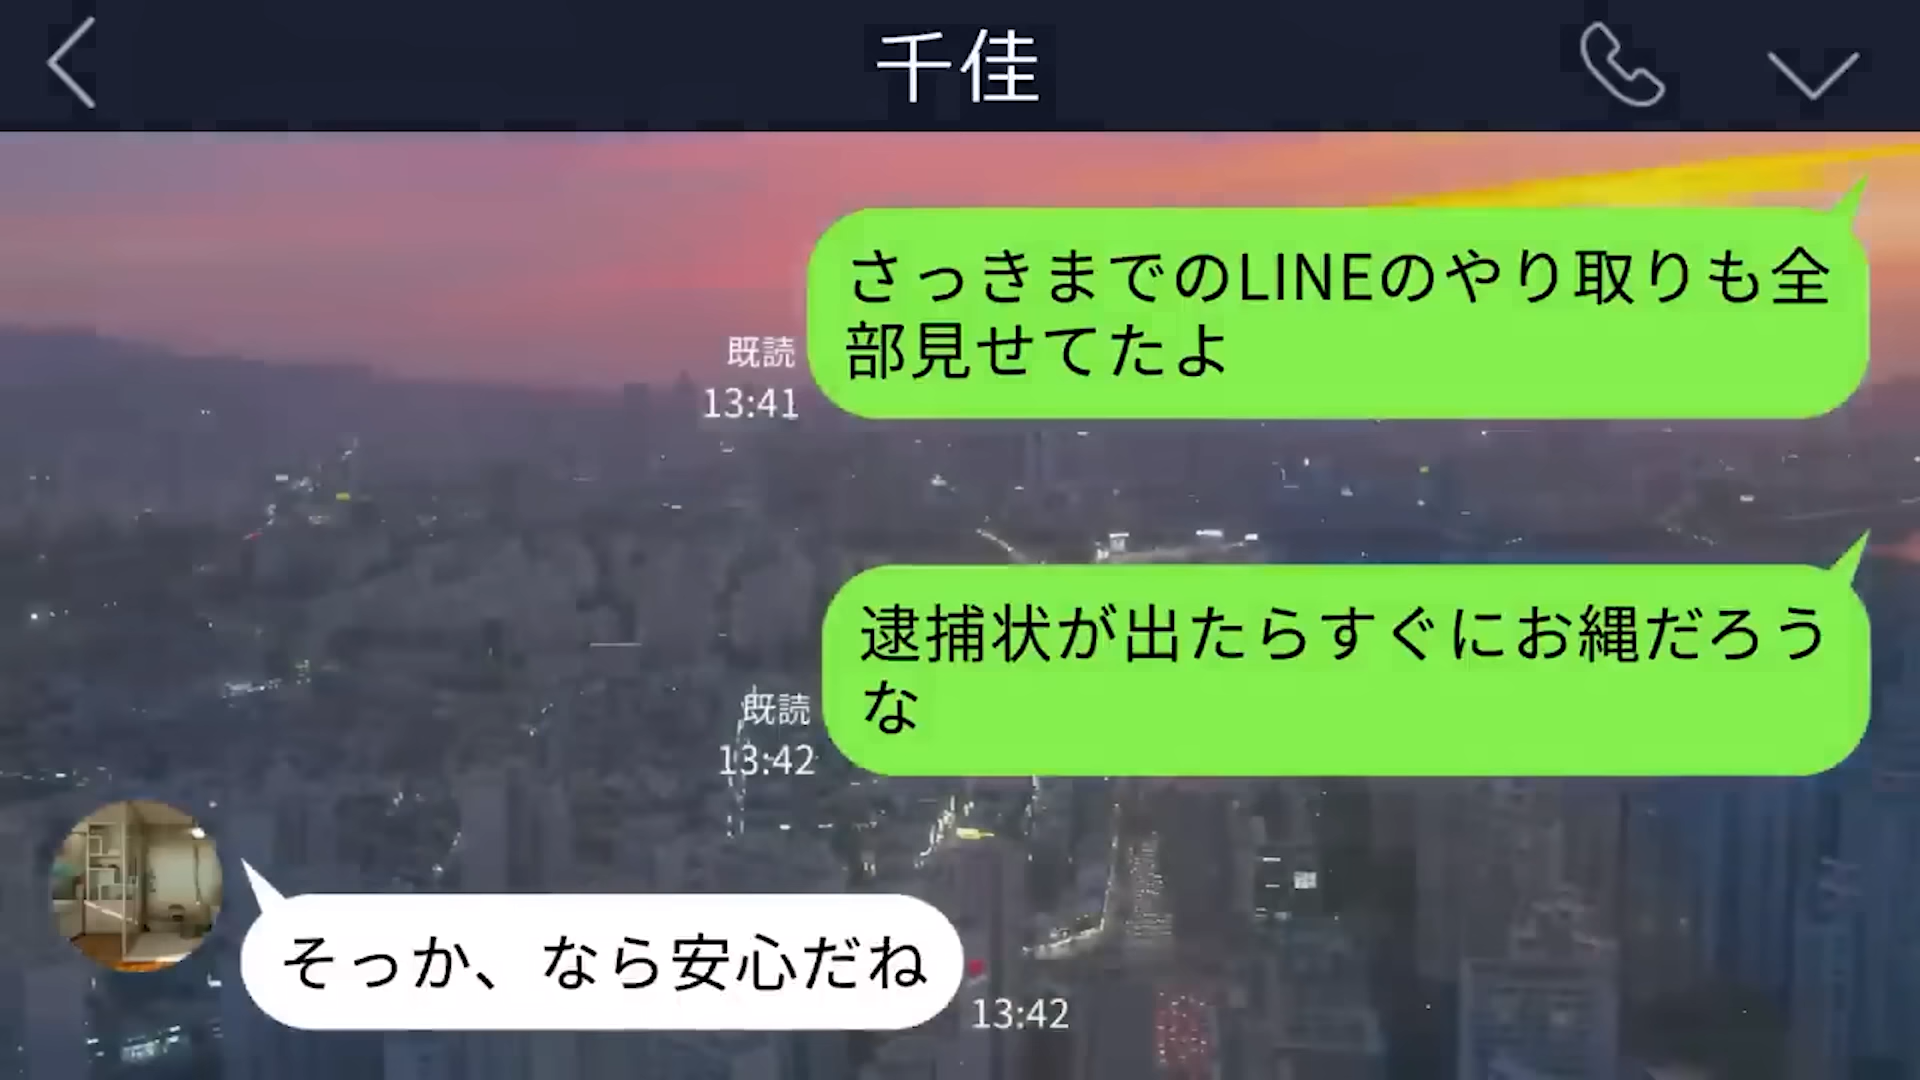 千佳
さっきまでのLINEのやり取りも全
部見せてたよ
既読
13:41
逮捕状が出たらすぐにお縄だろう
な
既読
13:42
そっか、なら安心だね
13:42